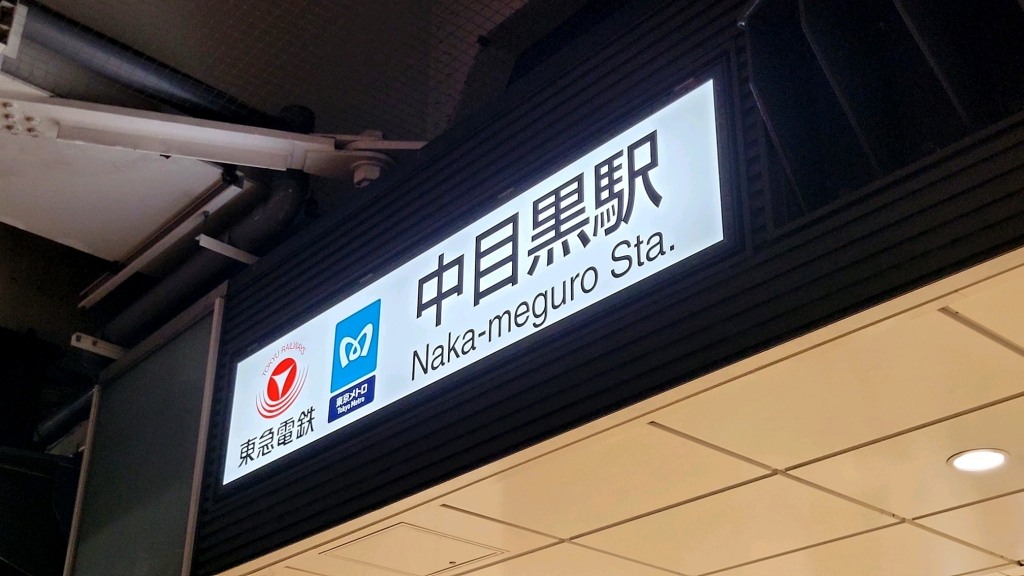 TOKYU RAILWAYS
東急電鉄
東京メトロ
Tokyo Metro
中目黒駅
Naka-meguro Sta.